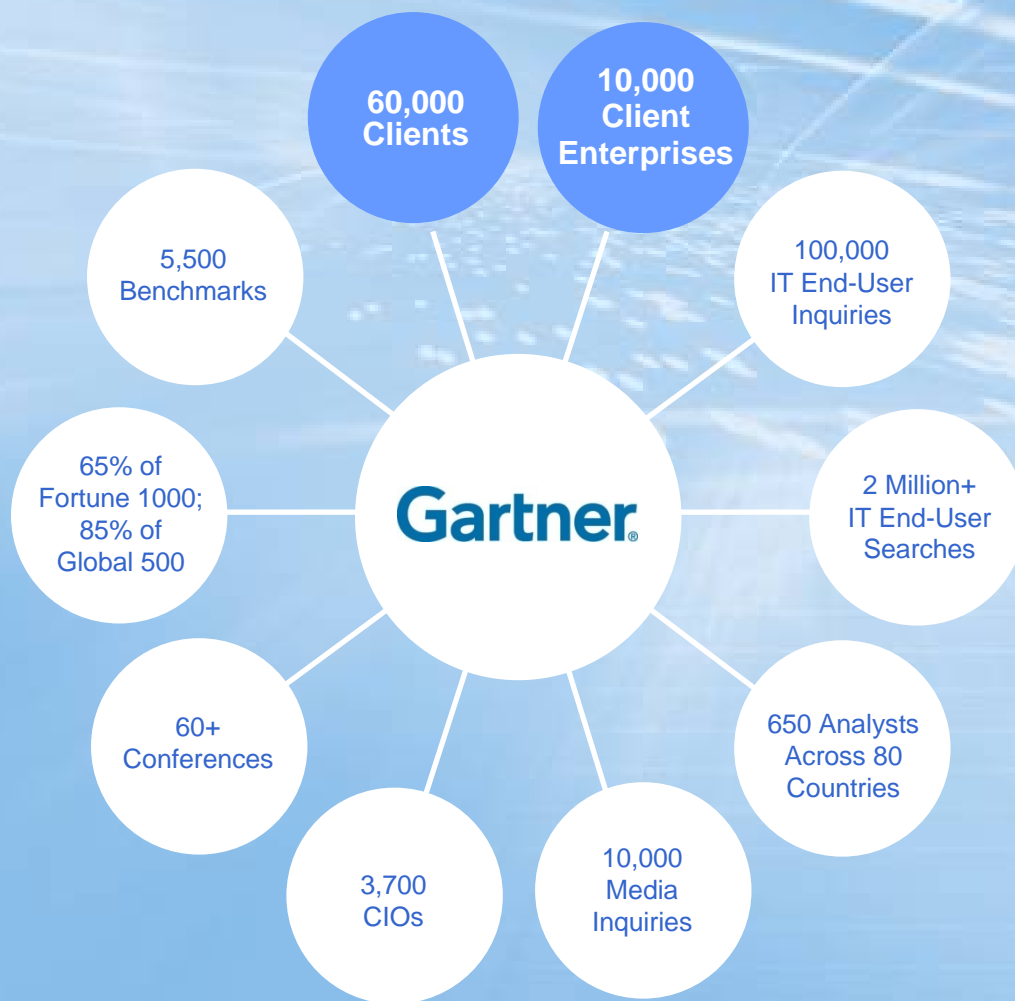 60,000
Clients
10,000
Client
Enterprises
5,500
Benchmarks
100,000
IT End-User
Inquiries
65% of
Fortune 1000;
85% of
Global 500
Gartner®
2 Million+
IT End-User
Searches
60+
Conferences
650 Analysts
Across 80
Countries
3,700
CIOs
10,000
Media
Inquiries